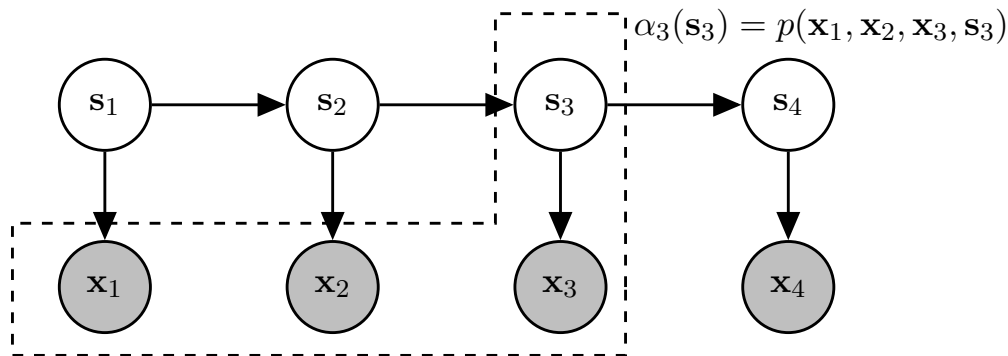 α₃(s₃) = p(x₁, x₂, x₃, s₃)
s₁ s₂ s₃ s₄
x₁ x₂ x₃ x₄